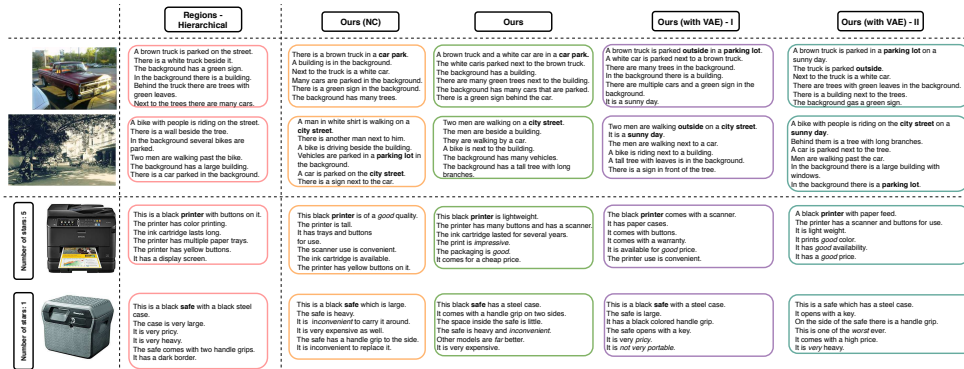 Regions -
Hierarchical
Ours (NC)
Ours
Ours (with VAE) - I
Ours (with VAE) - II
A brown truck is parked on the street.
There is a white truck beside it.
The background has a green sign.
In the background there is a building.
Behind the truck there are trees with
green leaves.
Next to the trees there are many cars.
There is a brown truck in a car park.
A building is in the background.
Next to the truck is a white car.
Many cars are parked in the background.
There is a green sign in the background.
The background has many trees.
A brown truck and a white car are in a car park.
The white caris parked next to the brown truck.
The background has a building.
There are many green trees next to the building.
The background has many cars that are parked.
There is a green sign behind the car.
A brown truck is parked outside in a parking lot.
A white car is parked next to a brown truck.
There are many trees in the background.
In the background there is a building.
There are multiple cars and a green sign in the
background.
It is a sunny day.
A brown truck is parked in a parking lot on a
sunny day.
The truck is parked outside.
Next to the truck is a white car.
There are trees with green leaves in the background.
There is a building next to the trees.
The background gas a green sign.
A bike with people is riding on the street.
There is a wall beside the tree.
In the background several bikes are
parked.
Two men are walking past the bike.
The background has a large building.
There is a car parked in the background.
A man in white shirt is walking on a
city street.
There is another man next to him.
A bike is driving beside the building.
Vehicles are parked in a parking lot in
the background.
A car is parked on the city street.
There is a sign next to the car.
Two men are walking on a city street.
The men are beside a building.
They are walking by a car.
A bike is next to the building.
The background has many vehicles.
The background has a tall tree with long
branches.
Two men are walking outside on a city street.
It is a sunny day.
The men are walking next to a car.
A bike is riding next to a building.
A tall tree with leaves is in the background.
There is a sign in front of the tree.
A bike with people is riding on the city street on a
sunny day.
Behind them is a tree with long branches.
A car is parked next to the tree.
Men are walking past the car.
In the background there is a large building with
windows.
In the background there is a parking lot.
Number of stars: 5
This is a black printer with buttons on it.
The printer has color printing.
The ink cartridge lasts long.
The printer has multiple paper trays.
The printer has yellow buttons.
It has a display screen.
This black printer is of a good quality.
The printer is tall.
It has trays and buttons
for use.
The scanner use is convenient.
The ink cartridge is available.
The printer has yellow buttons on it.
This black printer is lightweight.
The printer has many buttons and has a scanner.
The ink cartridge lasted for several years.
The print is impressive.
The packaging is good.
It comes for a cheap price.
The black printer comes with a scanner.
It has paper cases.
It comes with buttons.
It comes with a warranty.
It is available for good price.
The printer use is convenient.
A black printer with paper feed.
The printer has a scanner and buttons for use.
It is light weight.
It prints good color.
It has good availability.
It has a good price.
Number of stars: 1
This is a black safe with a black steel
case.
The case is very large.
It is very pricy.
It is very heavy.
The safe comes with two handle grips.
It has a dark border.
This is a black safe which is large.
The safe is heavy.
It is inconvenient to carry it around.
It is very expensive as well.
The safe has a handle grip to the side.
It is inconvenient to replace it.
This black safe has a steel case.
It comes with a handle grip on two sides.
The space inside the safe is little.
The safe is heavy and inconvenient.
Other models are far better.
It is very expensive.
This is a black safe with a steel case.
The safe is large.
It has a black colored handle grip.
The safe opens with a key.
It is very pricy.
It is not very portable.
This is a safe which has a steel case.
It opens with a key.
On the side of the safe there is a handle grip.
This is one of the worst ever.
It comes with a high price.
It is very heavy.